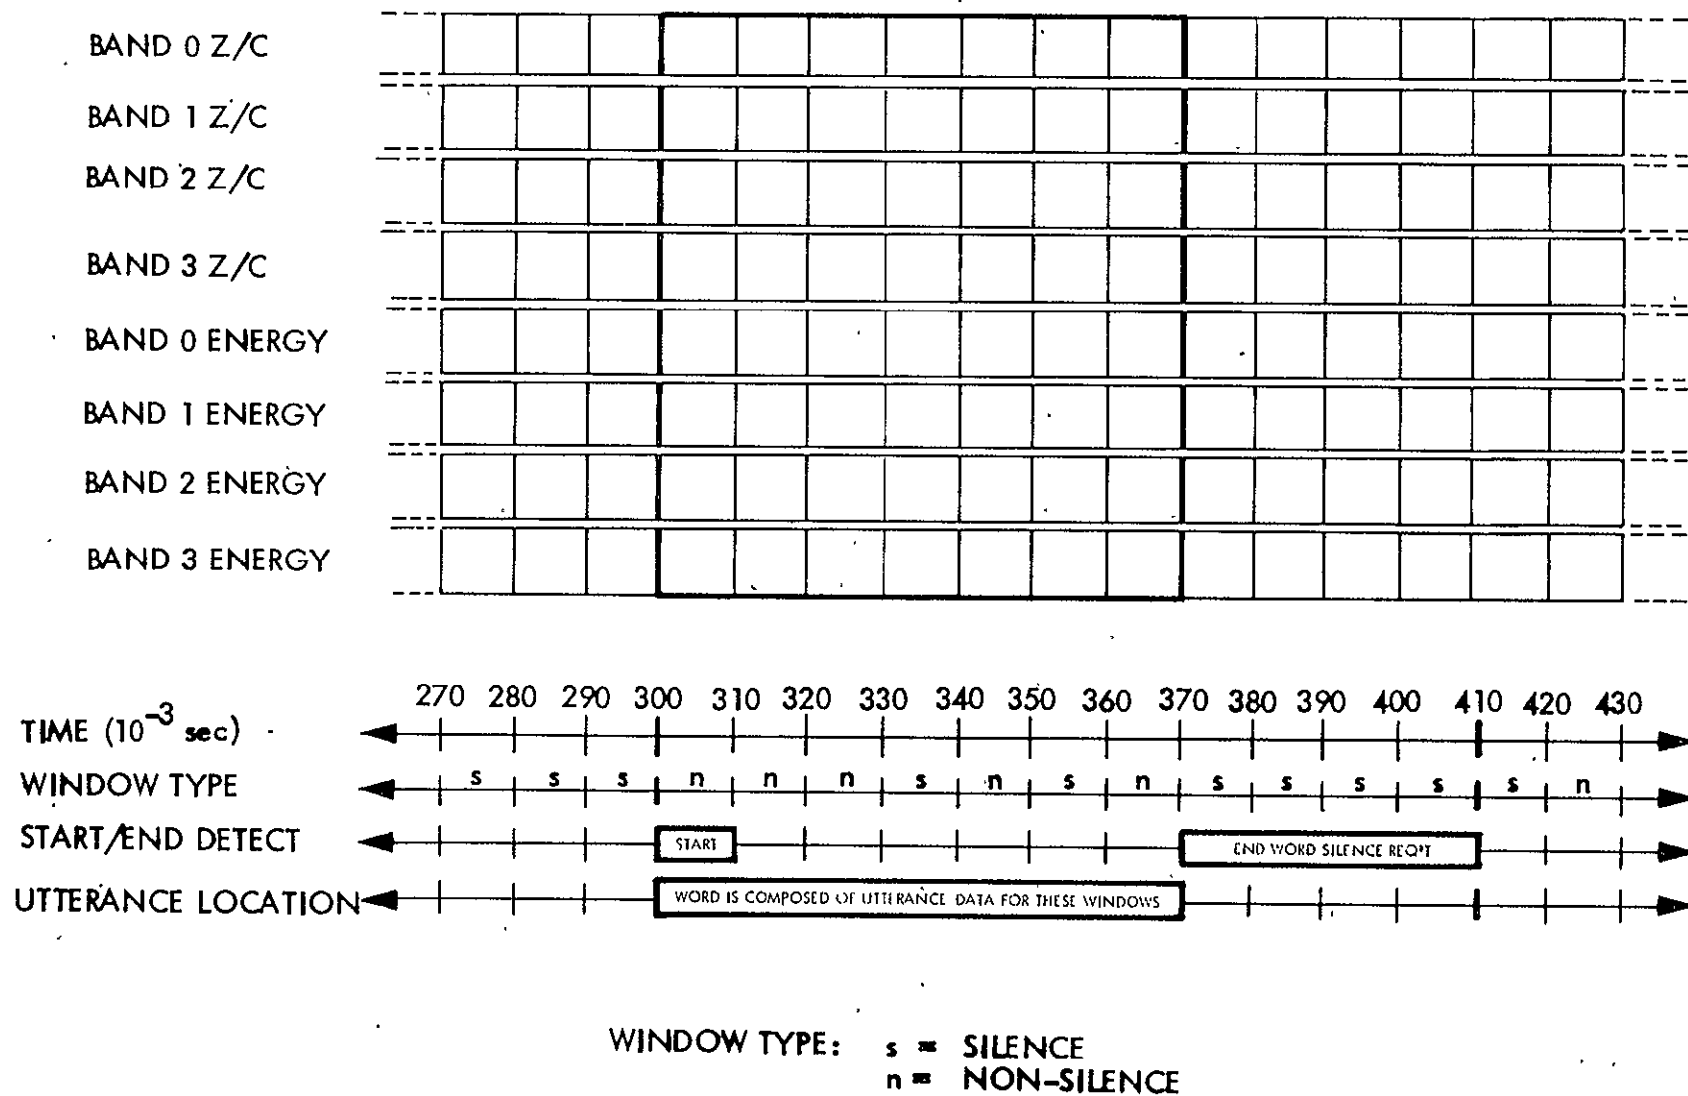 BAND 0 Z/C
BAND 1 Z/C
BAND 2 Z/C
BAND 3 Z/C
BAND 0 ENERGY
BAND 1 ENERGY
BAND 2 ENERGY
BAND 3 ENERGY
270 280 290 300 310 320 330 340 350 360 370 380 390 400 410 420 430
TIME (10⁻³ sec)
WINDOW TYPE s s s n n n s n s n s s s s s n
START/END DETECT START END WORD SILENCE REQ'T
UTTERANCE LOCATION WORD IS COMPOSED OF UTTERANCE DATA FOR THESE WINDOWS
WINDOW TYPE: s = SILENCE
n = NON-SILENCE